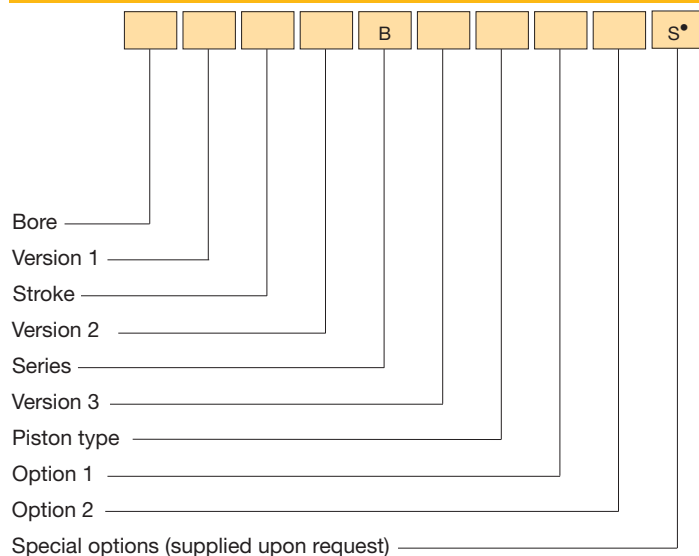 B S•
Bore
Version 1
Stroke
Version 2
Series
Version 3
Piston type
Option 1
Option 2
Special options (supplied upon request)